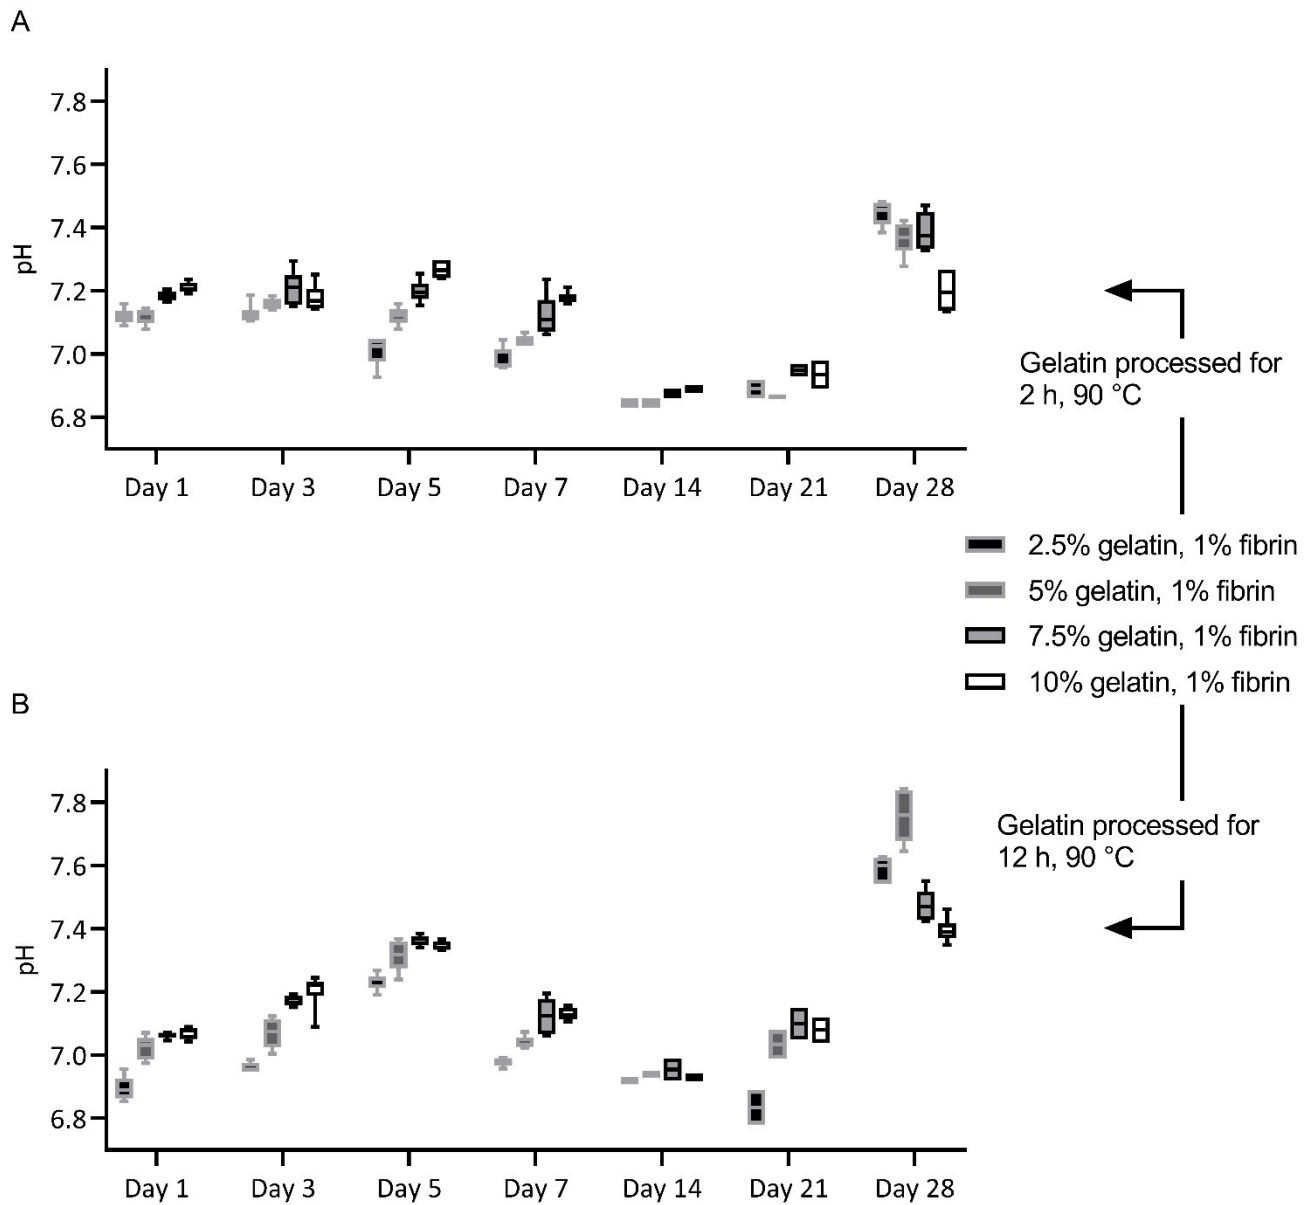 A
7.8
7.6
7.4
7.2
7.0
6.8
pH
Day 1 Day 3 Day 5 Day 7 Day 14 Day 21 Day 28
Gelatin processed for
2 h, 90 °C
2.5% gelatin, 1% fibrin
5% gelatin, 1% fibrin
7.5% gelatin, 1% fibrin
10% gelatin, 1% fibrin
B
7.8
7.6
7.4
7.2
7.0
6.8
pH
Day 1 Day 3 Day 5 Day 7 Day 14 Day 21 Day 28
Gelatin processed for
12 h, 90 °C